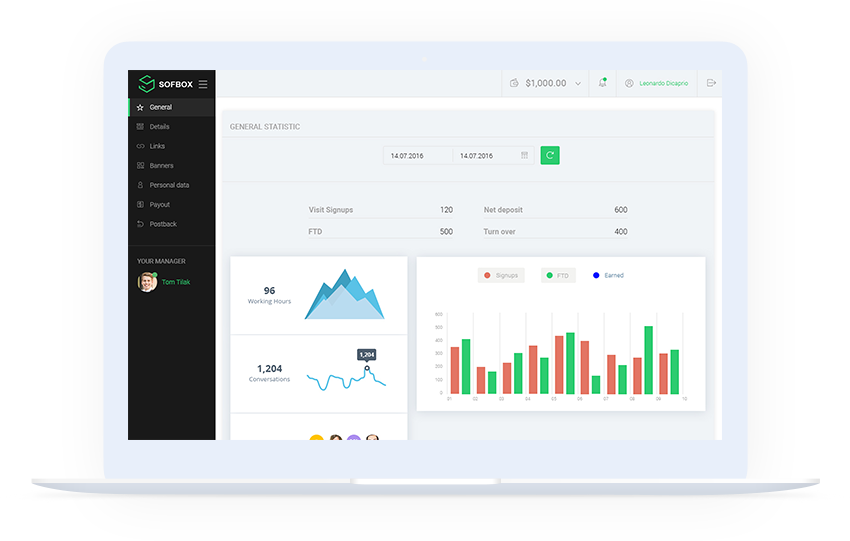 SOFBOX
$1,000.00
Leonardo Dicaprio
General
Details
Links
Banners
Personal data
Payout
Postback
YOUR MANAGER
Tom Tilak
GENERAL STATISTIC
14.07.2016 14.07.2016
Visit Signups 120 Net deposit 600
FTD 500 Turn over 400
96
Working Hours
1,204
Conversations
1,204
Signups FTD Earned
600
500
400
300
200
100
0
01 02 03 04 05 06 07 08 09 10